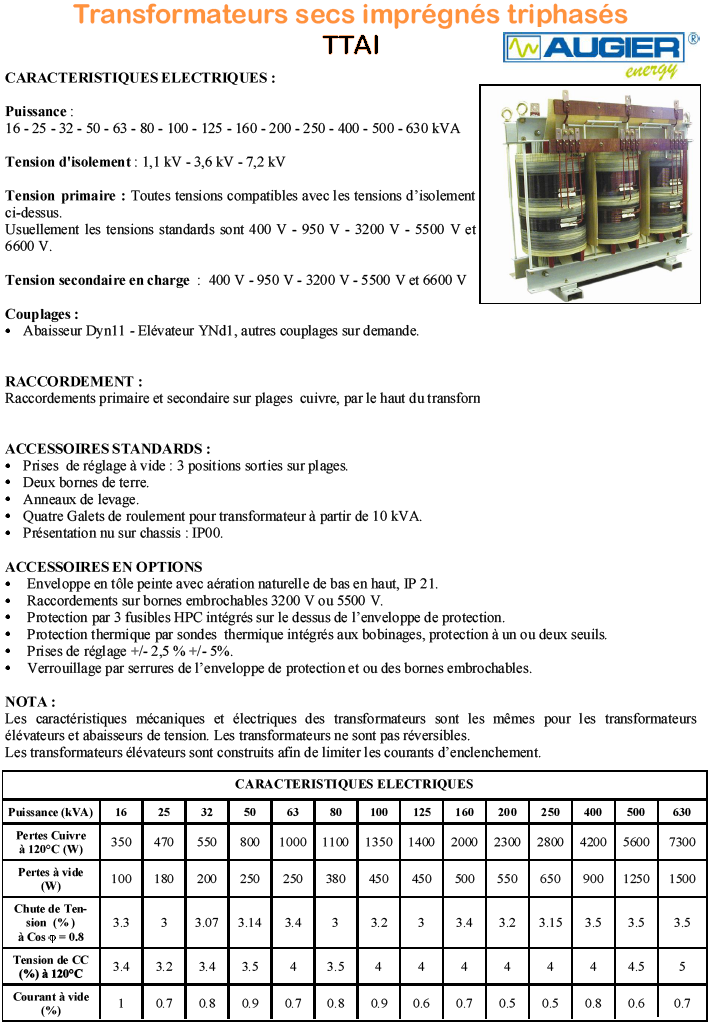 Transformateurs secs imprégnés triphasés
TTAI
AUGIER®
energy
CARACTERISTIQUES ELECTRIQUES :
Puissance :
16 - 25 - 32 - 50 - 63 - 80 - 100 - 125 - 160 - 200 - 250 - 400 - 500 - 630 kVA
Tension d'isolement : 1,1 kV - 3,6 kV - 7,2 kV
Tension primaire : Toutes tensions compatibles avec les tensions d’isolement
ci-dessus.
Usuellement les tensions standards sont 400 V - 950 V - 3200 V - 5500 V et
6600 V.
Tension secondaire en charge : 400 V - 950 V - 3200 V - 5500 V et 6600 V
Couplages :
• Abaisseur Dyn11 - Elévateur YNd1, autres couplages sur demande.
RACCORDEMENT :
Raccordements primaire et secondaire sur plages cuivre, par le haut du transforn
ACCESSOIRES STANDARDS :
• Prises de réglage à vide : 3 positions sorties sur plages.
• Deux bornes de terre.
• Anneaux de levage.
• Quatre Galets de roulement pour transformateur à partir de 10 kVA.
• Présentation nu sur chassis : IP00.
ACCESSOIRES EN OPTIONS
• Enveloppe en tôle peinte avec aération naturelle de bas en haut, IP 21.
• Raccordements sur bornes embrochables 3200 V ou 5500 V.
• Protection par 3 fusibles HPC intégrés sur le dessus de l’enveloppe de protection.
• Protection thermique par sondes thermique intégrés aux bobinages, protection à un ou deux seuils.
• Prises de réglage +/- 2,5 % +/- 5%.
• Verrouillage par serrures de l’enveloppe de protection et ou des bornes embrochables.
NOTA :
Les caractéristiques mécaniques et électriques des transformateurs sont les mêmes pour les transformateurs
élévateurs et abaisseurs de tension. Les transformateurs ne sont pas réversibles.
Les transformateurs élévateurs sont construits afin de limiter les courants d’enclenchement.
CARACTERISTIQUES ELECTRIQUES
Puissance (kVA) 16 25 32 50 63 80 100 125 160 200 250 400 500 630
Pertes Cuivre
à 120°C (W) 350 470 550 800 1000 1100 1350 1400 2000 2300 2800 4200 5600 7300
Pertes à vide
(W) 100 180 200 250 250 380 450 450 500 550 650 900 1250 1500
Chute de Ten-
sion (%) 3.3 3 3.07 3.14 3.4 3 3.2 3 3.4 3.2 3.15 3.5 3.5 3.5
à Cos φ = 0.8
Tension de CC
(%) à 120°C 3.4 3.2 3.4 3.5 4 3.5 4 4 4 4 4 4 4.5 5
Courant à vide
(%) 1 0.7 0.8 0.9 0.7 0.8 0.9 0.6 0.7 0.5 0.5 0.8 0.6 0.7